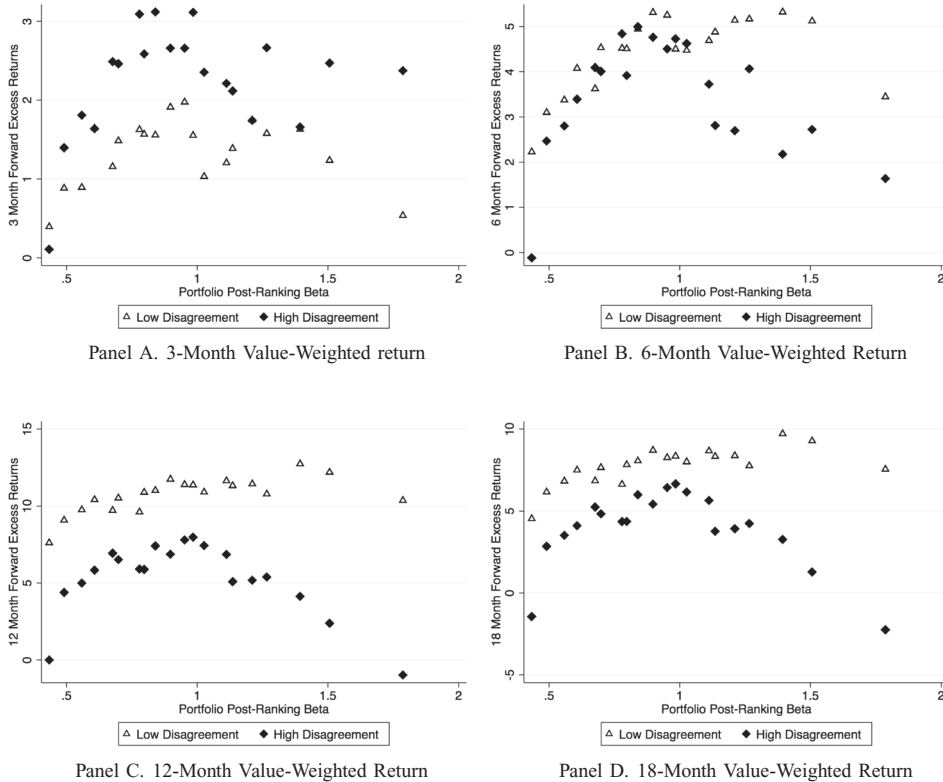 3 Month Forward Excess Returns
3
2
1
0
.5 1 1.5 2
Portfolio Post-Ranking Beta
Low Disagreement High Disagreement
Panel A. 3-Month Value-Weighted return
6 Month Forward Excess Returns
5
4
3
2
1
0
.5 1 1.5 2
Portfolio Post-Ranking Beta
Low Disagreement High Disagreement
Panel B. 6-Month Value-Weighted Return
12 Month Forward Excess Returns
15
10
5
0
.5 1 1.5 2
Portfolio Post-Ranking Beta
Low Disagreement High Disagreement
Panel C. 12-Month Value-Weighted Return
18 Month Forward Excess Returns
10
5
0
-5
.5 1 1.5 2
Portfolio Post-Ranking Beta
Low Disagreement High Disagreement
Panel D. 18-Month Value-Weighted Return